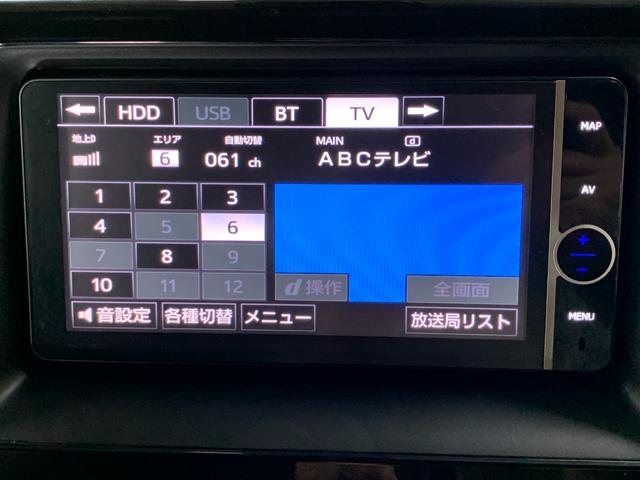 HDD USB BT TV
地上D エリア 自動切替 MAIN d
6 061 ch ABCテレビ
1 2 3
4 5 6
7 8 9
10 11 12
d 操作 全画面
音設定 各種切替 メニュー 放送局リスト
MAP
AV
+
−
MENU